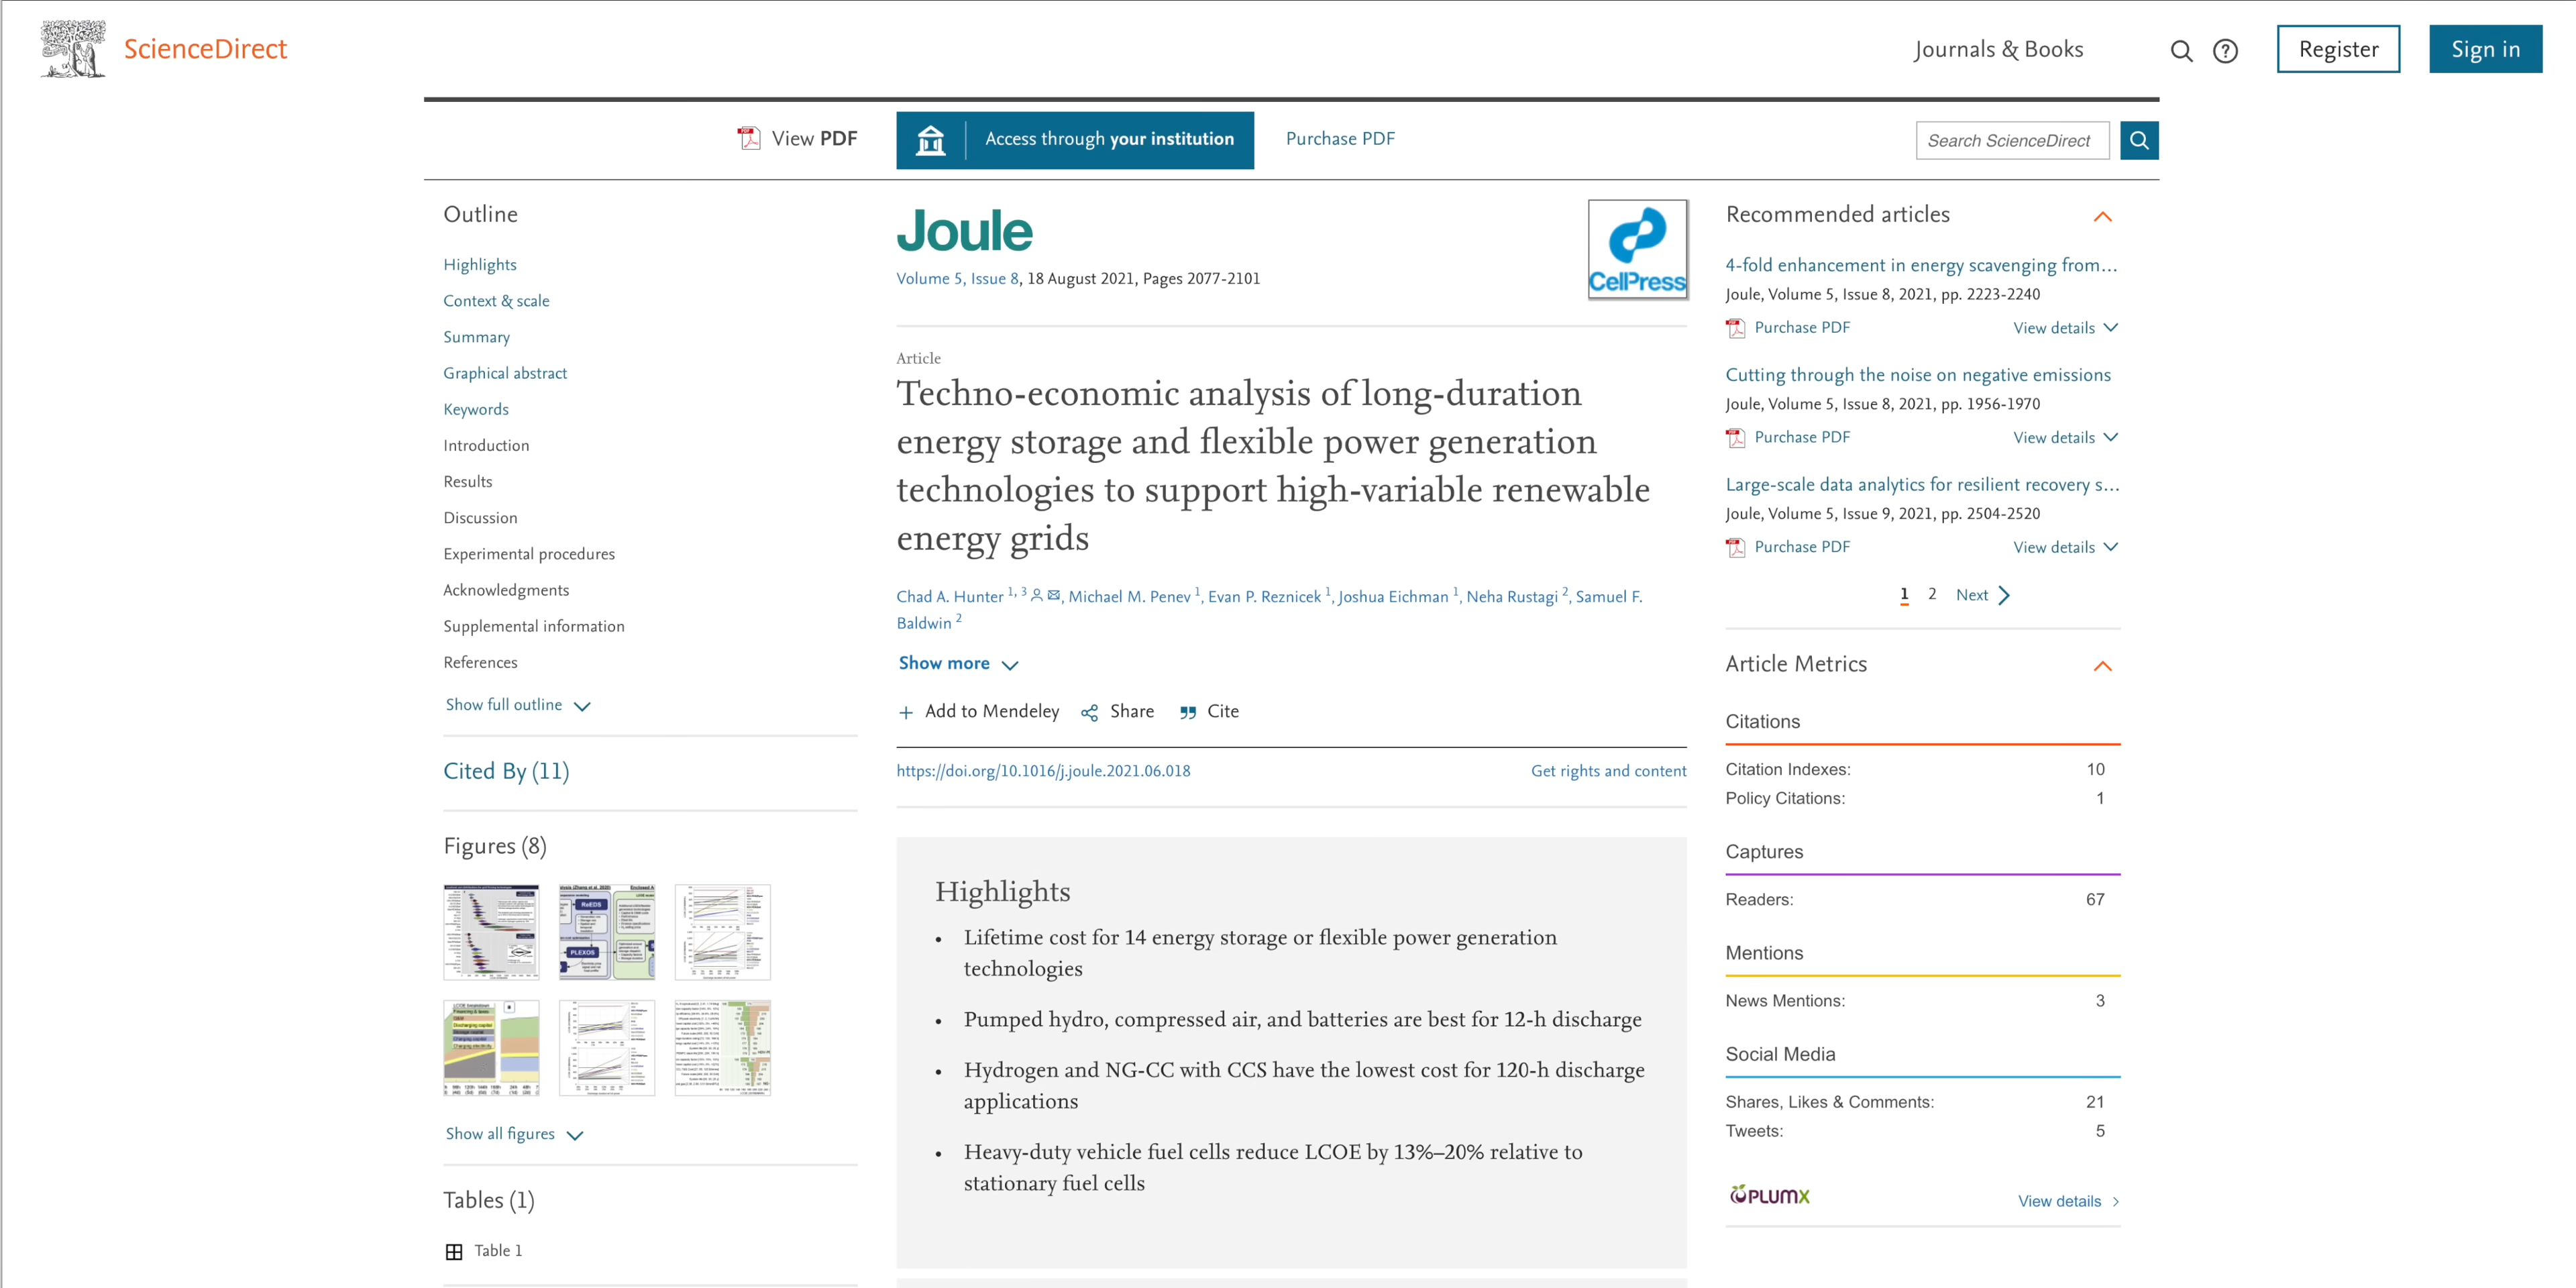 ScienceDirect
Journals & Books
Register
Sign in
View PDF
Access through your institution
Purchase PDF
Search ScienceDirect
Outline
Highlights
Context & scale
Summary
Graphical abstract
Keywords
Introduction
Results
Discussion
Experimental procedures
Acknowledgments
Supplemental information
References
Show full outline
Cited By (11)
Figures (8)
ReEDS
PLEXOS
Show all figures
Tables (1)
Table 1
Joule
CellPress
Volume 5, Issue 8, 18 August 2021, Pages 2077-2101
Article
Techno-economic analysis of long-duration
energy storage and flexible power generation
technologies to support high-variable renewable
energy grids
Chad A. Hunter 1, 3, Michael M. Penev 1, Evan P. Reznicek 1, Joshua Eichman 1, Neha Rustagi 2, Samuel F.
Baldwin 2
Show more
Add to Mendeley
Share
Cite
https://doi.org/10.1016/j.joule.2021.06.018
Get rights and content
Highlights
• Lifetime cost for 14 energy storage or flexible power generation
technologies
• Pumped hydro, compressed air, and batteries are best for 12-h discharge
• Hydrogen and NG-CC with CCS have the lowest cost for 120-h discharge
applications
• Heavy-duty vehicle fuel cells reduce LCOE by 13%–20% relative to
stationary fuel cells
Recommended articles
4-fold enhancement in energy scavenging from...
Joule, Volume 5, Issue 8, 2021, pp. 2223-2240
Purchase PDF
View details
Cutting through the noise on negative emissions
Joule, Volume 5, Issue 8, 2021, pp. 1956-1970
Purchase PDF
View details
Large-scale data analytics for resilient recovery s...
Joule, Volume 5, Issue 9, 2021, pp. 2504-2520
Purchase PDF
View details
1 2 Next
Article Metrics
Citations
Citation Indexes: 10
Policy Citations: 1
Captures
Readers: 67
Mentions
News Mentions: 3
Social Media
Shares, Likes & Comments: 21
Tweets: 5
PLUMX
View details